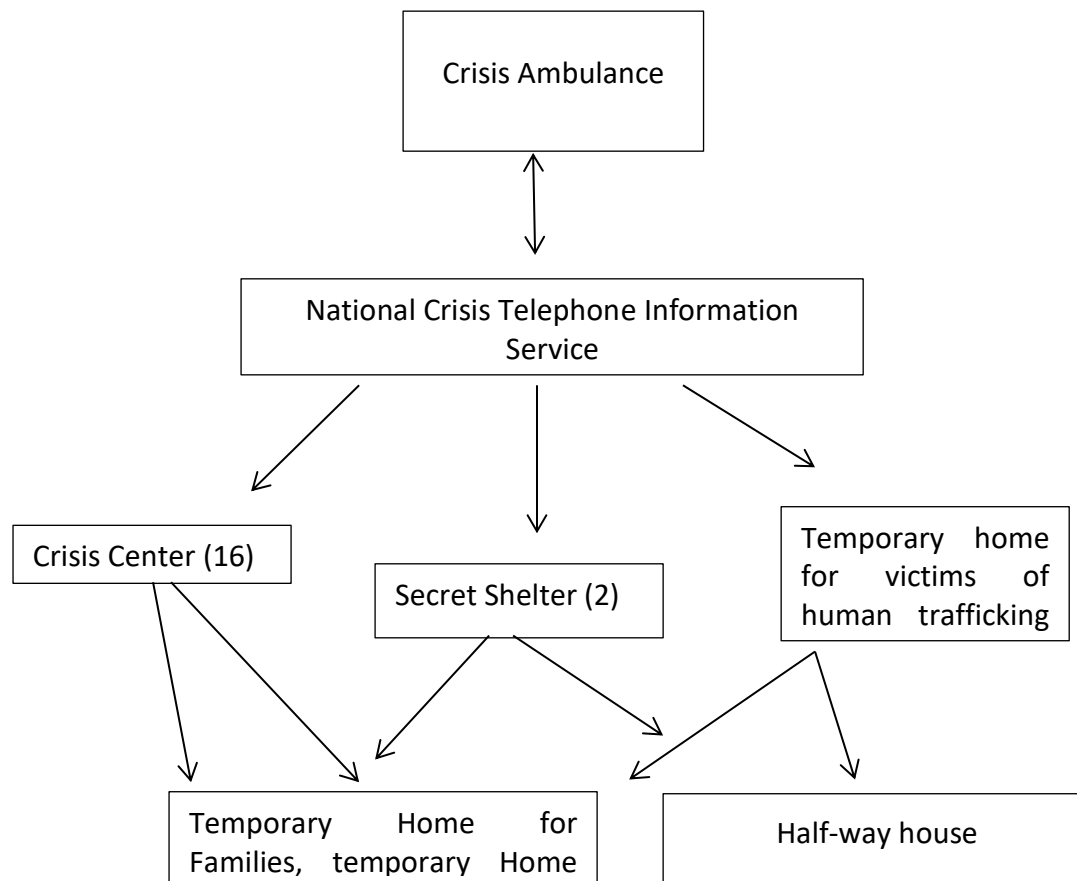 Crisis Ambulance
National Crisis Telephone Information
Service
Crisis Center (16)
Secret Shelter (2)
Temporary home
for victims of
human trafficking
Temporary Home for
Families, temporary Home
Half-way house